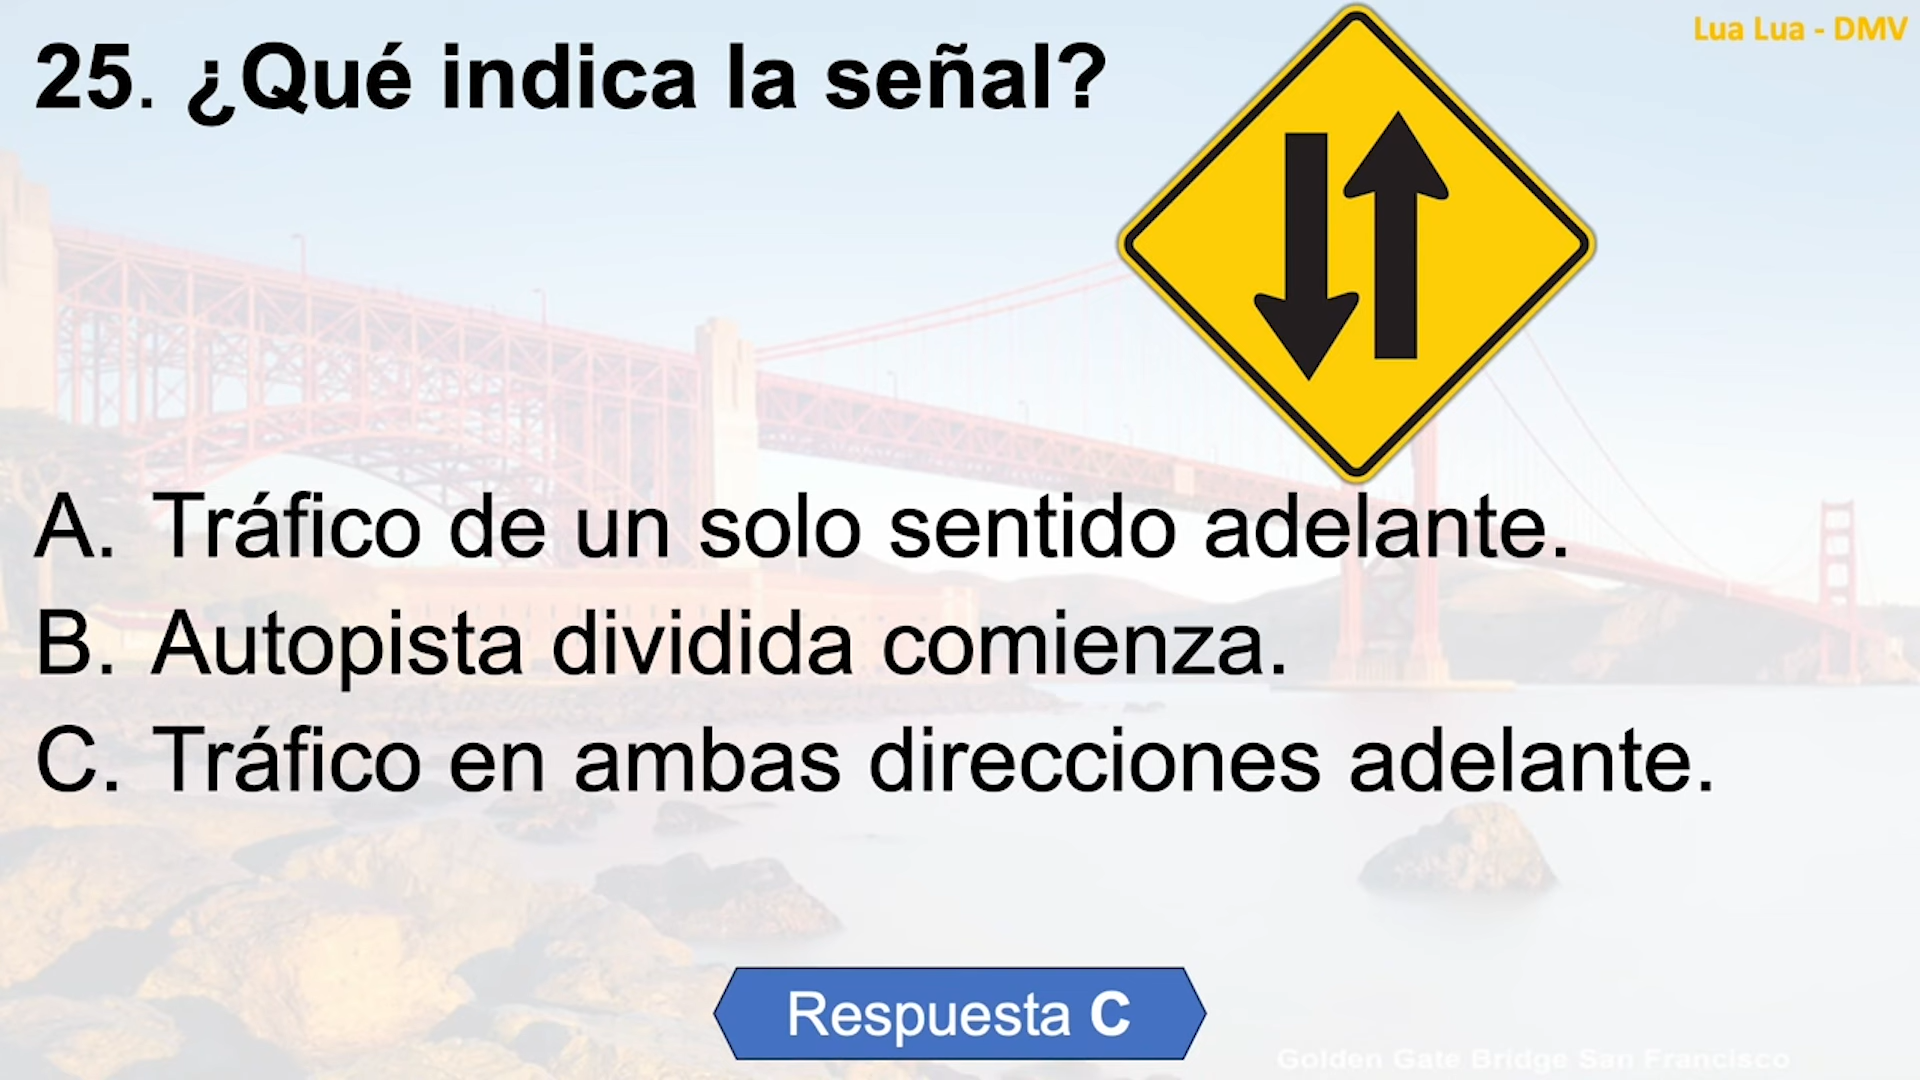 Lua Lua - DMV
25. ¿Qué indica la señal?
A. Tráfico de un solo sentido adelante.
B. Autopista dividida comienza.
C. Tráfico en ambas direcciones adelante.
Respuesta C
Golden Gate Bridge San Francisco